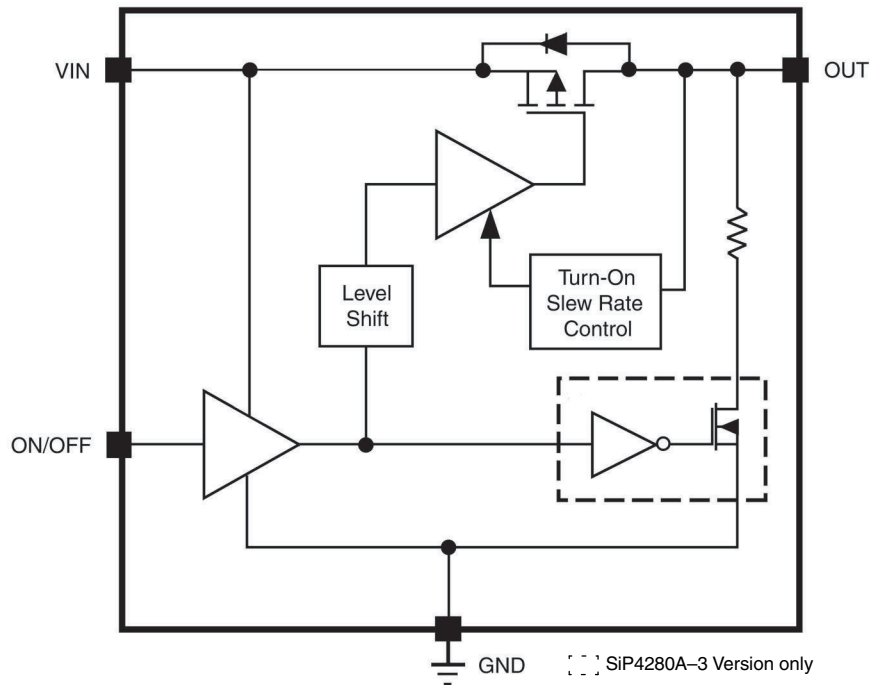 VIN
OUT
Level
Shift
Turn-On
Slew Rate
Control
ON/OFF
GND
SiP4280A–3 Version only